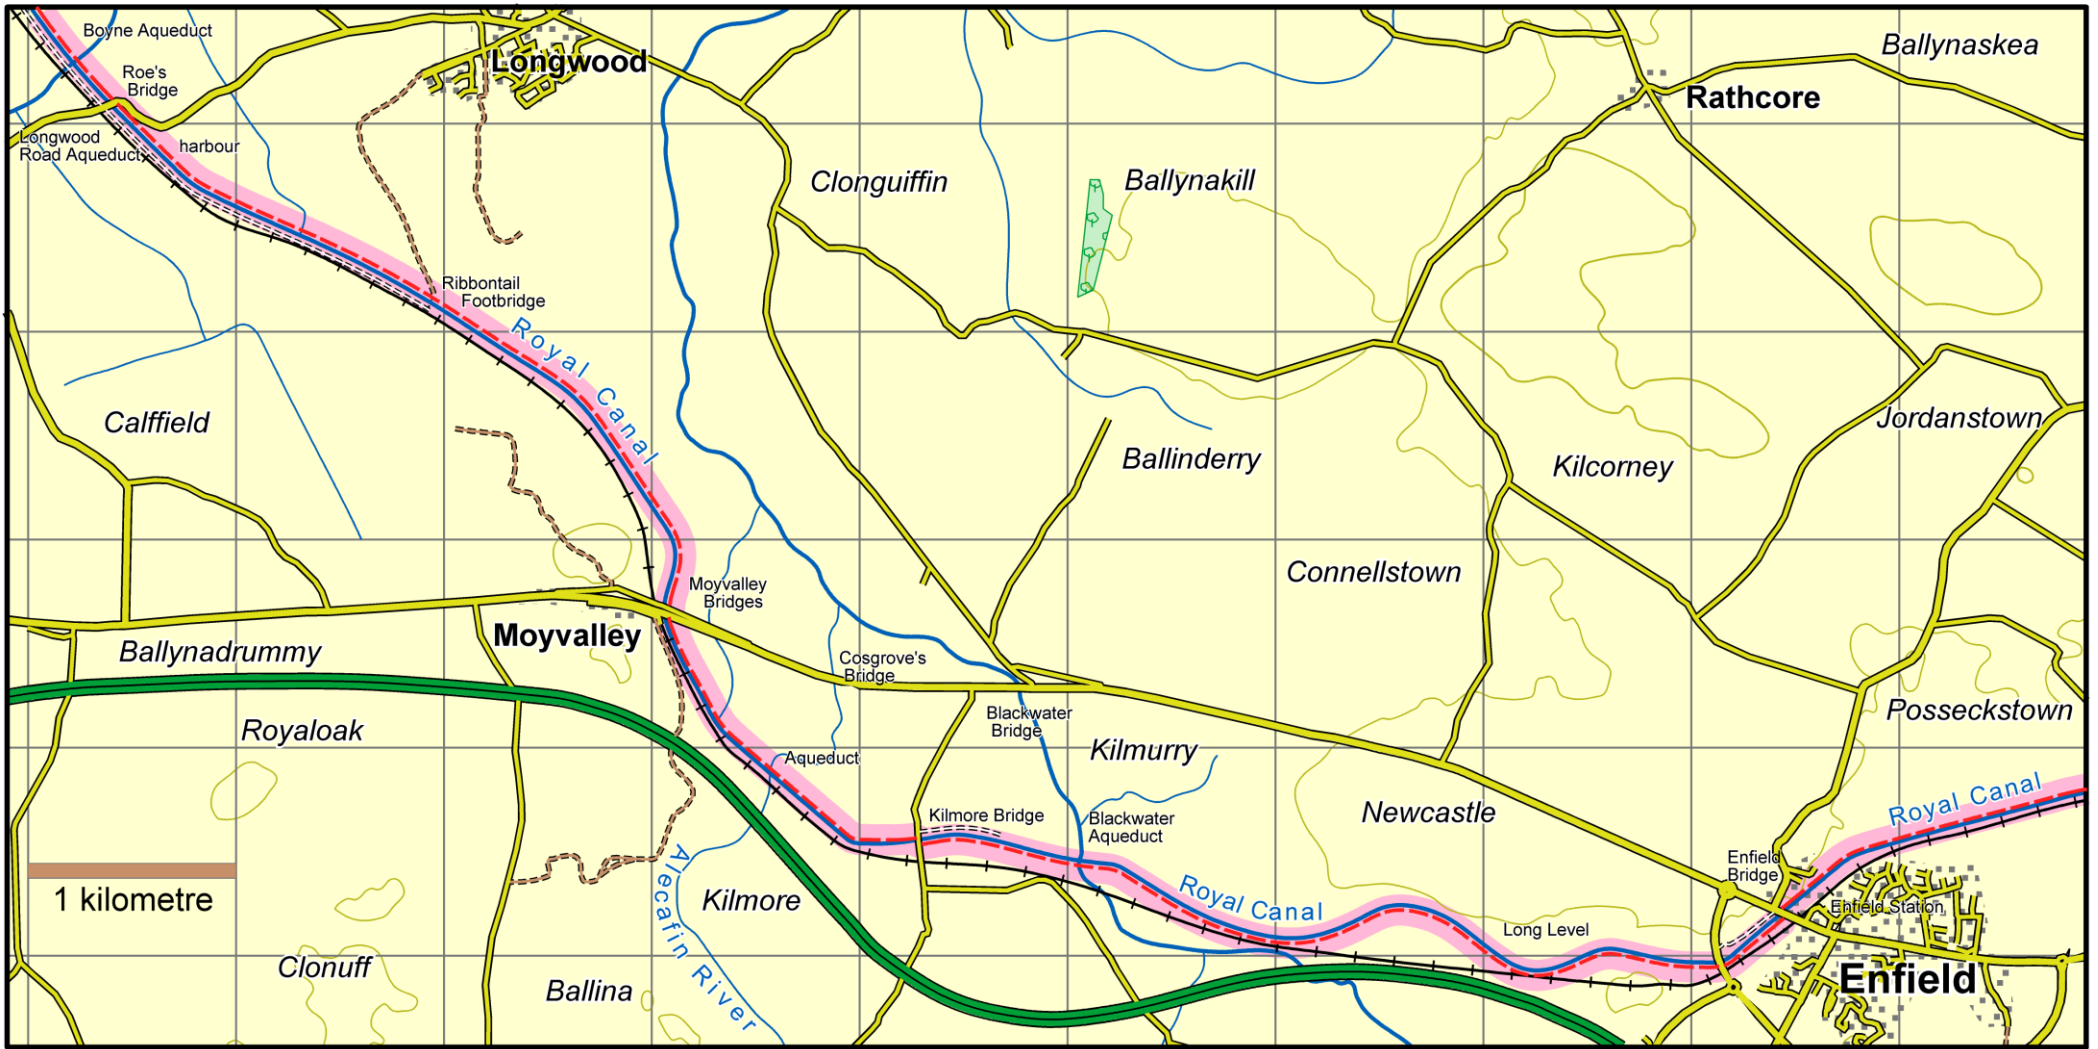 Boyne Aqueduct
Longwood
Ballynaskea
Roe's
Bridge
Rathcore
Longwood
Road Aqueduct
harbour
Clonguiffin
Ballynakill
Ribbontail
Footbridge
Royal Canal
Calffield
Jordanstown
Ballinderry
Kilcorney
Connellstown
Moyvalley
Bridges
Moyvalley
Ballynadrummy
Cosgrove's
Bridge
Royaloak
Blackwater
Bridge
Posseckstown
Kilmurry
Aqueduct
Royal Canal
Kilmore Bridge
Blackwater
Aqueduct
Newcastle
Enfield
Bridge
1 kilometre
Alecafin River
Kilmore
Royal Canal
Enfield Station
Long Level
Clonuff
Ballina
Enfield